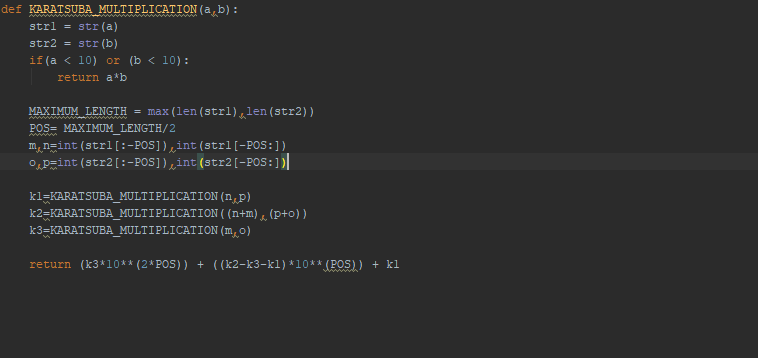 def KARATSUBA_MULTIPLICATION(a,b):
    str1 = str(a)
    str2 = str(b)
    if(a < 10) or (b < 10):
        return a*b
    MAXIMUM_LENGTH = max(len(str1),len(str2))
    POS= MAXIMUM_LENGTH/2
    m,n=int(str1[:-POS]),int(str1[-POS:])
    o,p=int(str2[:-POS]),int(str2[-POS:])
    k1=KARATSUBA_MULTIPLICATION(n,p)
    k2=KARATSUBA_MULTIPLICATION((n+m),(p+o))
    k3=KARATSUBA_MULTIPLICATION(m,o)
    return (k3*10**(2*POS)) + ((k2-k3-k1)*10**(POS)) + k1